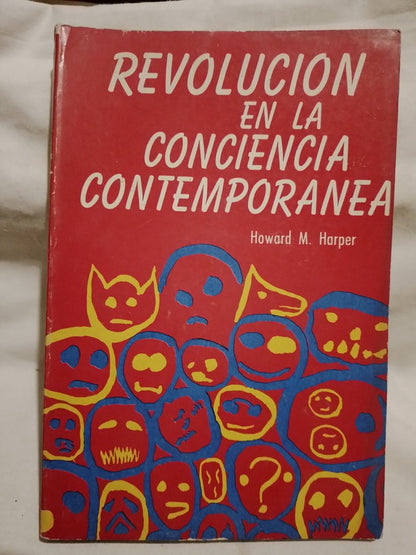 REVOLUCION
EN LA
CONCIENCIA
CONTEMPORANEA
Howard M. Harper